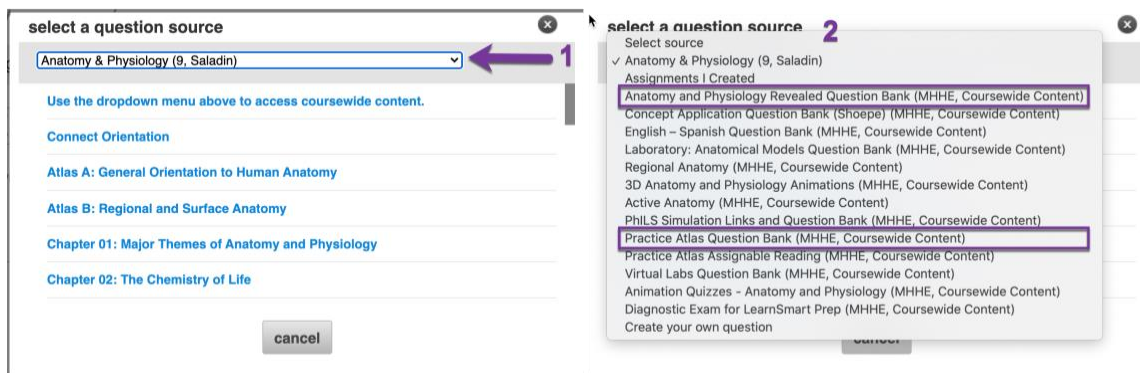 select a question source
Anatomy & Physiology (9, Saladin)
1
Use the dropdown menu above to access coursewide content.
Connect Orientation
Atlas A: General Orientation to Human Anatomy
Atlas B: Regional and Surface Anatomy
Chapter 01: Major Themes of Anatomy and Physiology
Chapter 02: The Chemistry of Life
cancel
select a question source
2
Select source
✓ Anatomy & Physiology (9, Saladin)
Assignments I Created
Anatomy and Physiology Revealed Question Bank (MHHE, Coursewide Content)
Concept Application Question Bank (Shoepe) (MHHE, Coursewide Content)
English – Spanish Question Bank (MHHE, Coursewide Content)
Laboratory: Anatomical Models Question Bank (MHHE, Coursewide Content)
Regional Anatomy (MHHE, Coursewide Content)
3D Anatomy and Physiology Animations (MHHE, Coursewide Content)
Active Anatomy (MHHE, Coursewide Content)
PhILS Simulation Links and Question Bank (MHHE, Coursewide Content)
Practice Atlas Question Bank (MHHE, Coursewide Content)
Practice Atlas Assignable Reading (MHHE, Coursewide Content)
Virtual Labs Question Bank (MHHE, Coursewide Content)
Animation Quizzes - Anatomy and Physiology (MHHE, Coursewide Content)
Diagnostic Exam for LearnSmart Prep (MHHE, Coursewide Content)
Create your own question
cancel